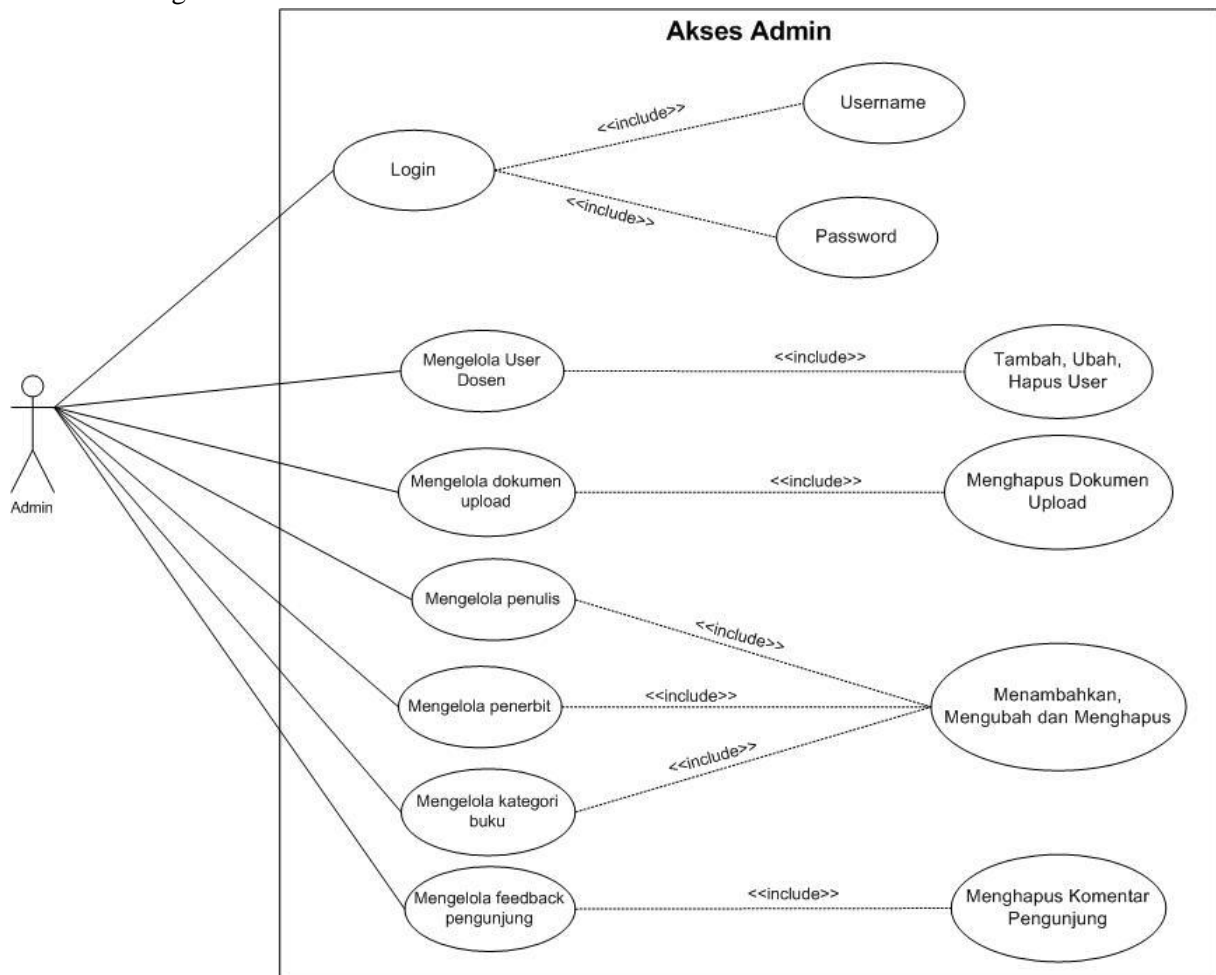 Akses Admin
Username
<<include>>
Login
<<include>>
Password
Mengelola User
Dosen
<<include>>
Tambah, Ubah,
Hapus User
Admin
Mengelola dokumen
upload
<<include>>
Menghapus Dokumen
Upload
Mengelola penulis
<<include>>
Mengelola penerbit
<<include>>
Menambahkan,
Mengubah dan Menghapus
<<include>>
Mengelola kategori
buku
Mengelola feedback
pengunjung
<<include>>
Menghapus Komentar
Pengunjung